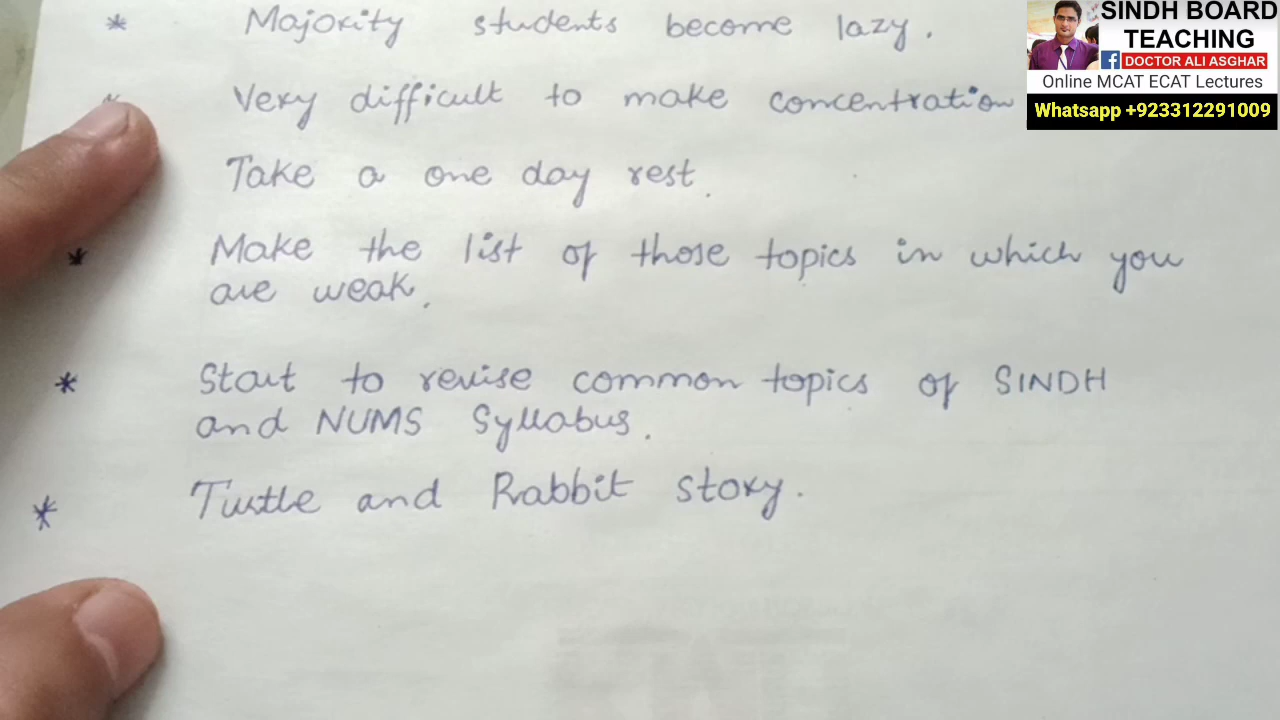 * Majority students become lazy.
* Very difficult to make concentration
Take a one day rest.
* Make the list of those topics in which you
are weak.
* Start to revise common topics of SINDH
and NUMS Syllabus.
* Turtle and Rabbit story.
SINDH BOARD
TEACHING
f DOCTOR ALI ASGHAR
Online MCAT ECAT Lectures
Whatsapp +923312291009